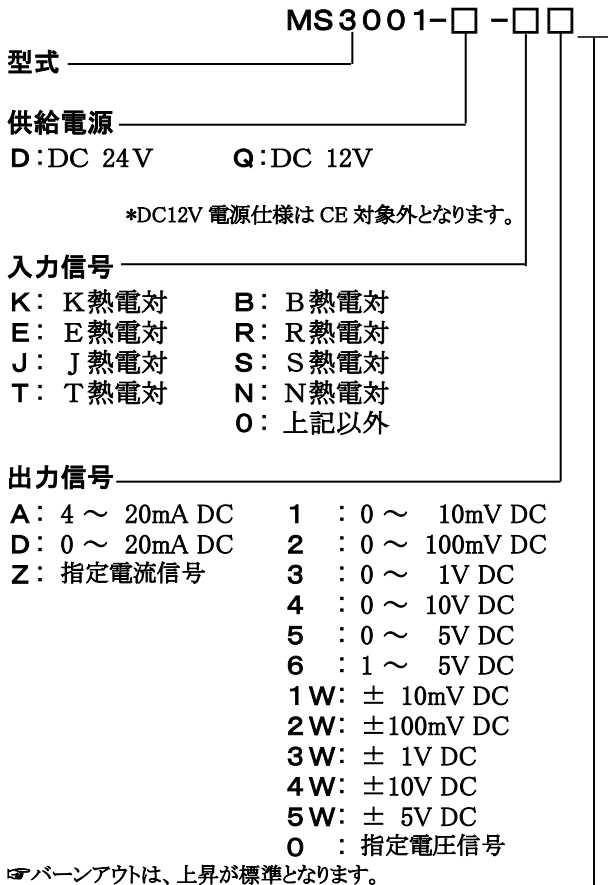 MS3001-□ -□□
型式
供給電源
D：DC 24V Q：DC 12V
*DC12V 電源仕様は CE 対象外となります。
入力信号
K： K熱電対 B： B熱電対
E： E熱電対 R： R熱電対
J： J熱電対 S： S熱電対
T： T熱電対 N： N熱電対
0： 上記以外
出力信号
A： 4 ～ 20mA DC 1 ：0 ～ 10mV DC
D： 0 ～ 20mA DC 2 ：0 ～ 100mV DC
Z： 指定電流信号 3 ：0 ～ 1V DC
4 ：0 ～ 10V DC
5 ：0 ～ 5V DC
6 ：1 ～ 5V DC
1W： ± 10mV DC
2W： ±100mV DC
3W： ± 1V DC
4W： ±10V DC
5W： ± 5V DC
0 ：指定電圧信号
☞バーンアウトは、上昇が標準となります。